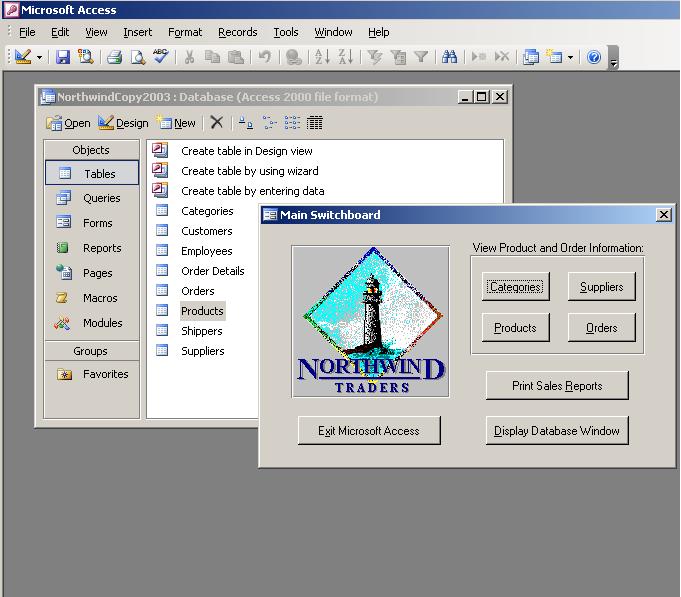 Microsoft Access
File Edit View Insert Format Records Tools Window Help
NorthwindCopy2003 : Database (Access 2000 file format)
Open Design New
Objects
Tables
Queries
Forms
Reports
Pages
Macros
Modules
Groups
Favorites
Create table in Design view
Create table by using wizard
Create table by entering data
Categories
Customers
Employees
Order Details
Orders
Products
Shippers
Suppliers
Main Switchboard
NORTHWIND
TRADERS
View Product and Order Information:
Categories Suppliers
Products Orders
Print Sales Reports
Exit Microsoft Access
Display Database Window